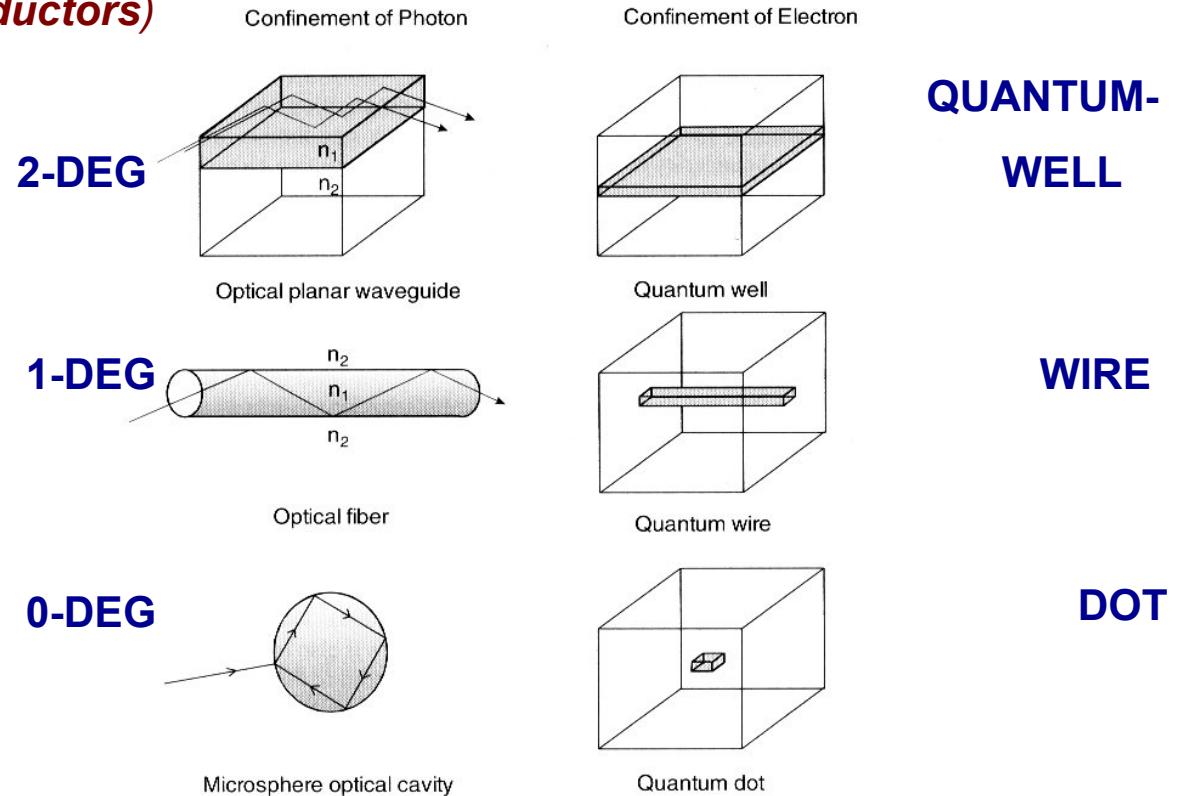 ductors)
Confinement of Photon
Confinement of Electron
2-DEG
n1
n2
QUANTUM-
WELL
Optical planar waveguide
Quantum well
1-DEG
n2
n1
n2
WIRE
Optical fiber
Quantum wire
0-DEG
DOT
Microsphere optical cavity
Quantum dot